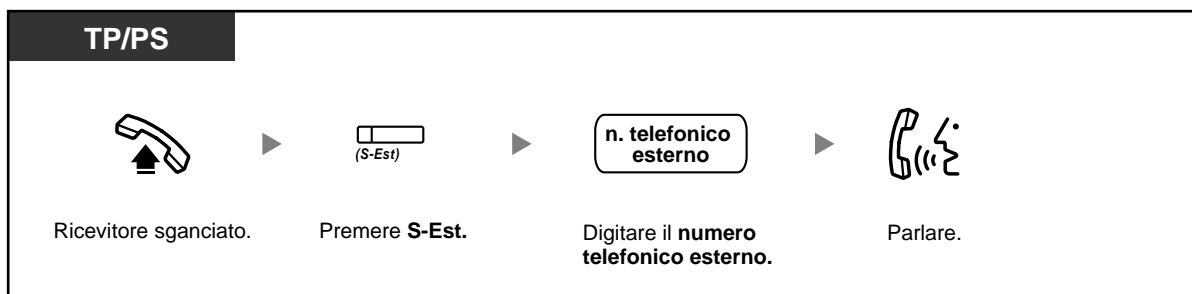 TP/PS
(S-Est)
n. telefonico
esterno
Ricevitore sganciato.
Premere S-Est.
Digitare il numero
telefonico esterno.
Parlare.